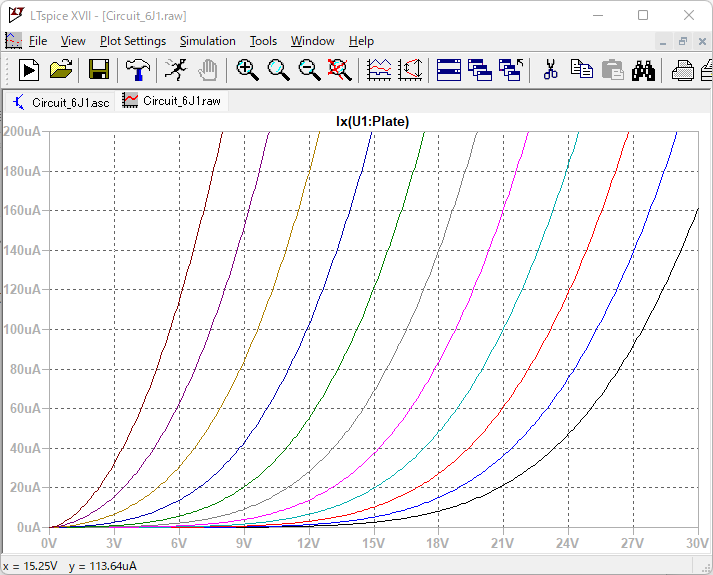 LTspice XVII - [Circuit_6J1.raw]
File View Plot Settings Simulation Tools Window Help
Circuit_6J1.asc Circuit_6J1.raw
Ix(U1:Plate)
200uA
180uA
160uA
140uA
120uA
100uA
80uA
60uA
40uA
20uA
0uA
0V 3V 6V 9V 12V 15V 18V 21V 24V 27V 30V
x = 15.25V y = 113.64uA